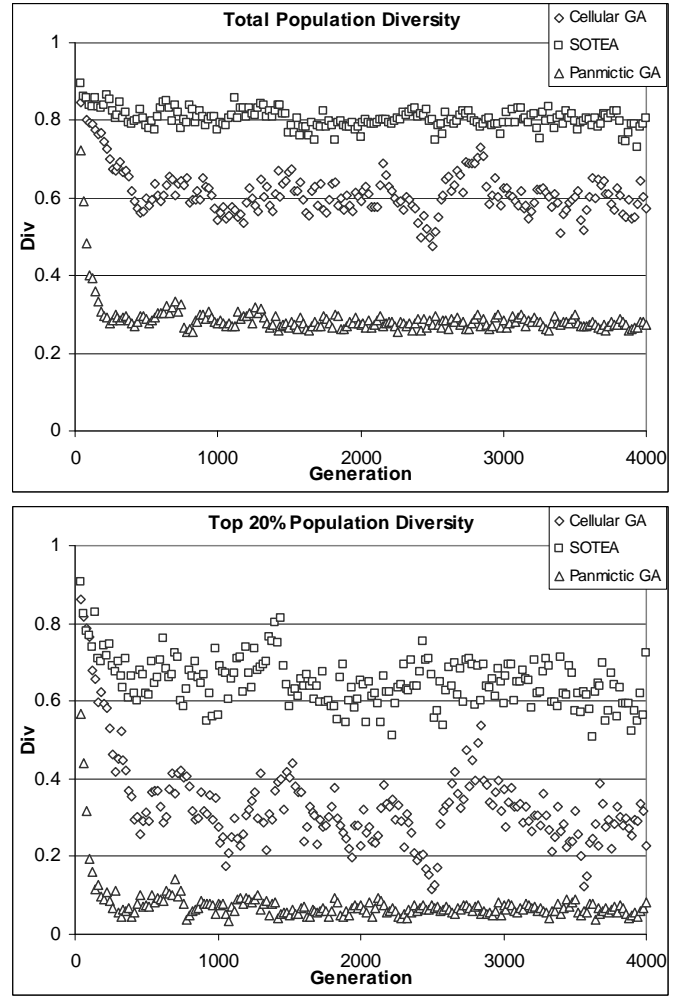 Total Population Diversity
Cellular GA
SOTEA
Panmictic GA
1
0.8
0.6
0.4
0.2
0
Div
0 1000 2000 3000 4000
Generation
Top 20% Population Diversity
Cellular GA
SOTEA
Panmictic GA
1
0.8
0.6
0.4
0.2
0
Div
0 1000 2000 3000 4000
Generation